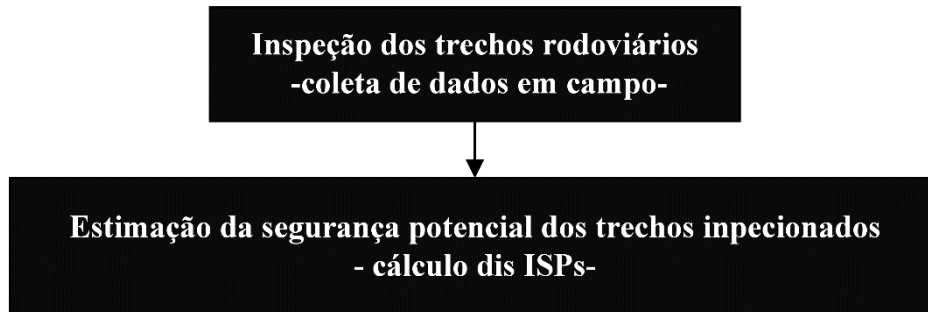 Inspeção dos trechos rodoviários
-coleta de dados em campo-
Estimação da segurança potencial dos trechos inpecionados
- cálculo dis ISPs-